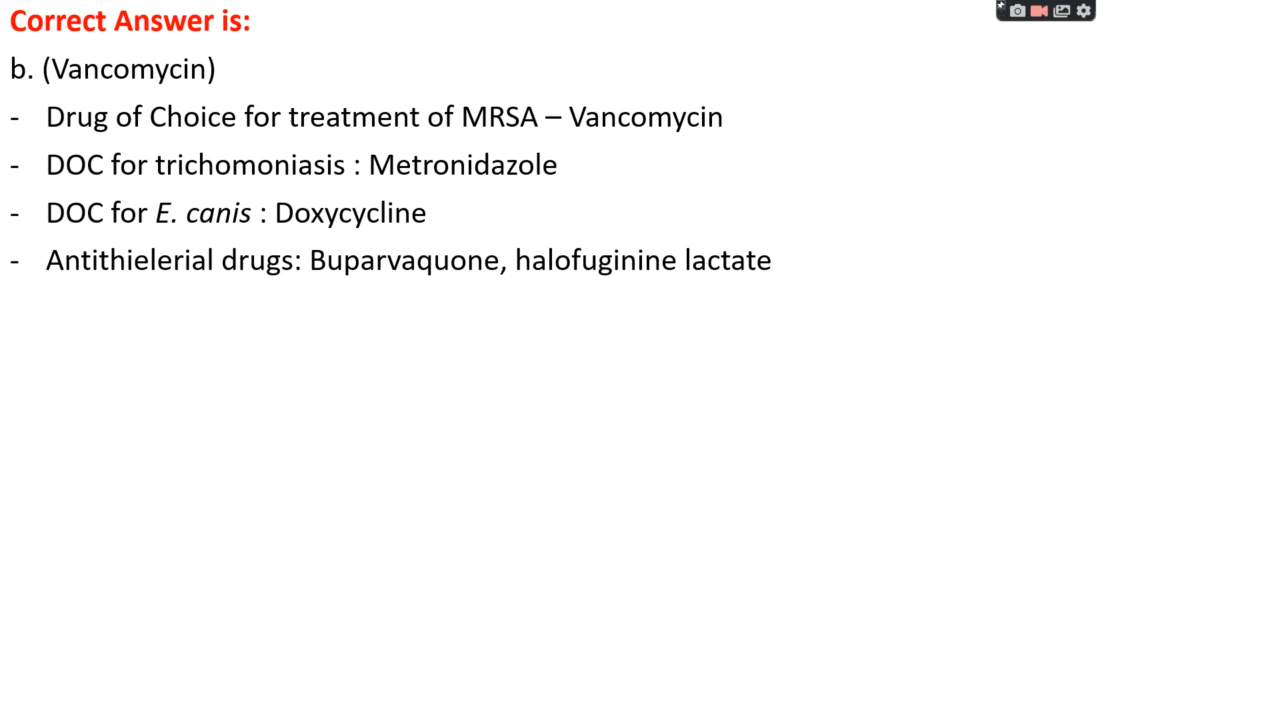 Correct Answer is:
b. (Vancomycin)
- Drug of Choice for treatment of MRSA – Vancomycin
- DOC for trichomoniasis : Metronidazole
- DOC for E. canis : Doxycycline
- Antithielerial drugs: Buparvaquone, halofuginine lactate